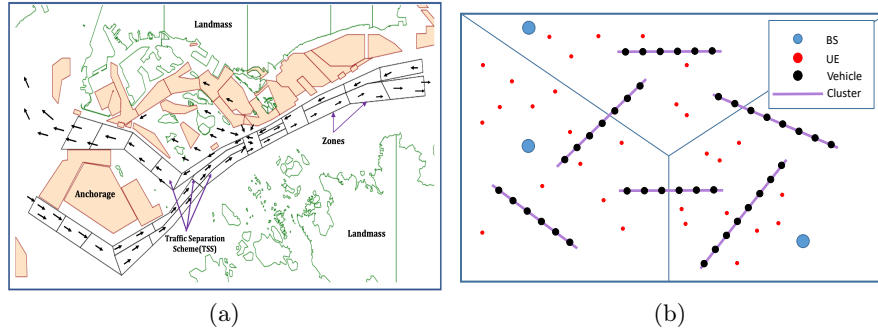 Landmass
Zones
Anchorage
Traffic Separation
Scheme(TSS)
Landmass
(a)
BS
UE
Vehicle
Cluster
(b)